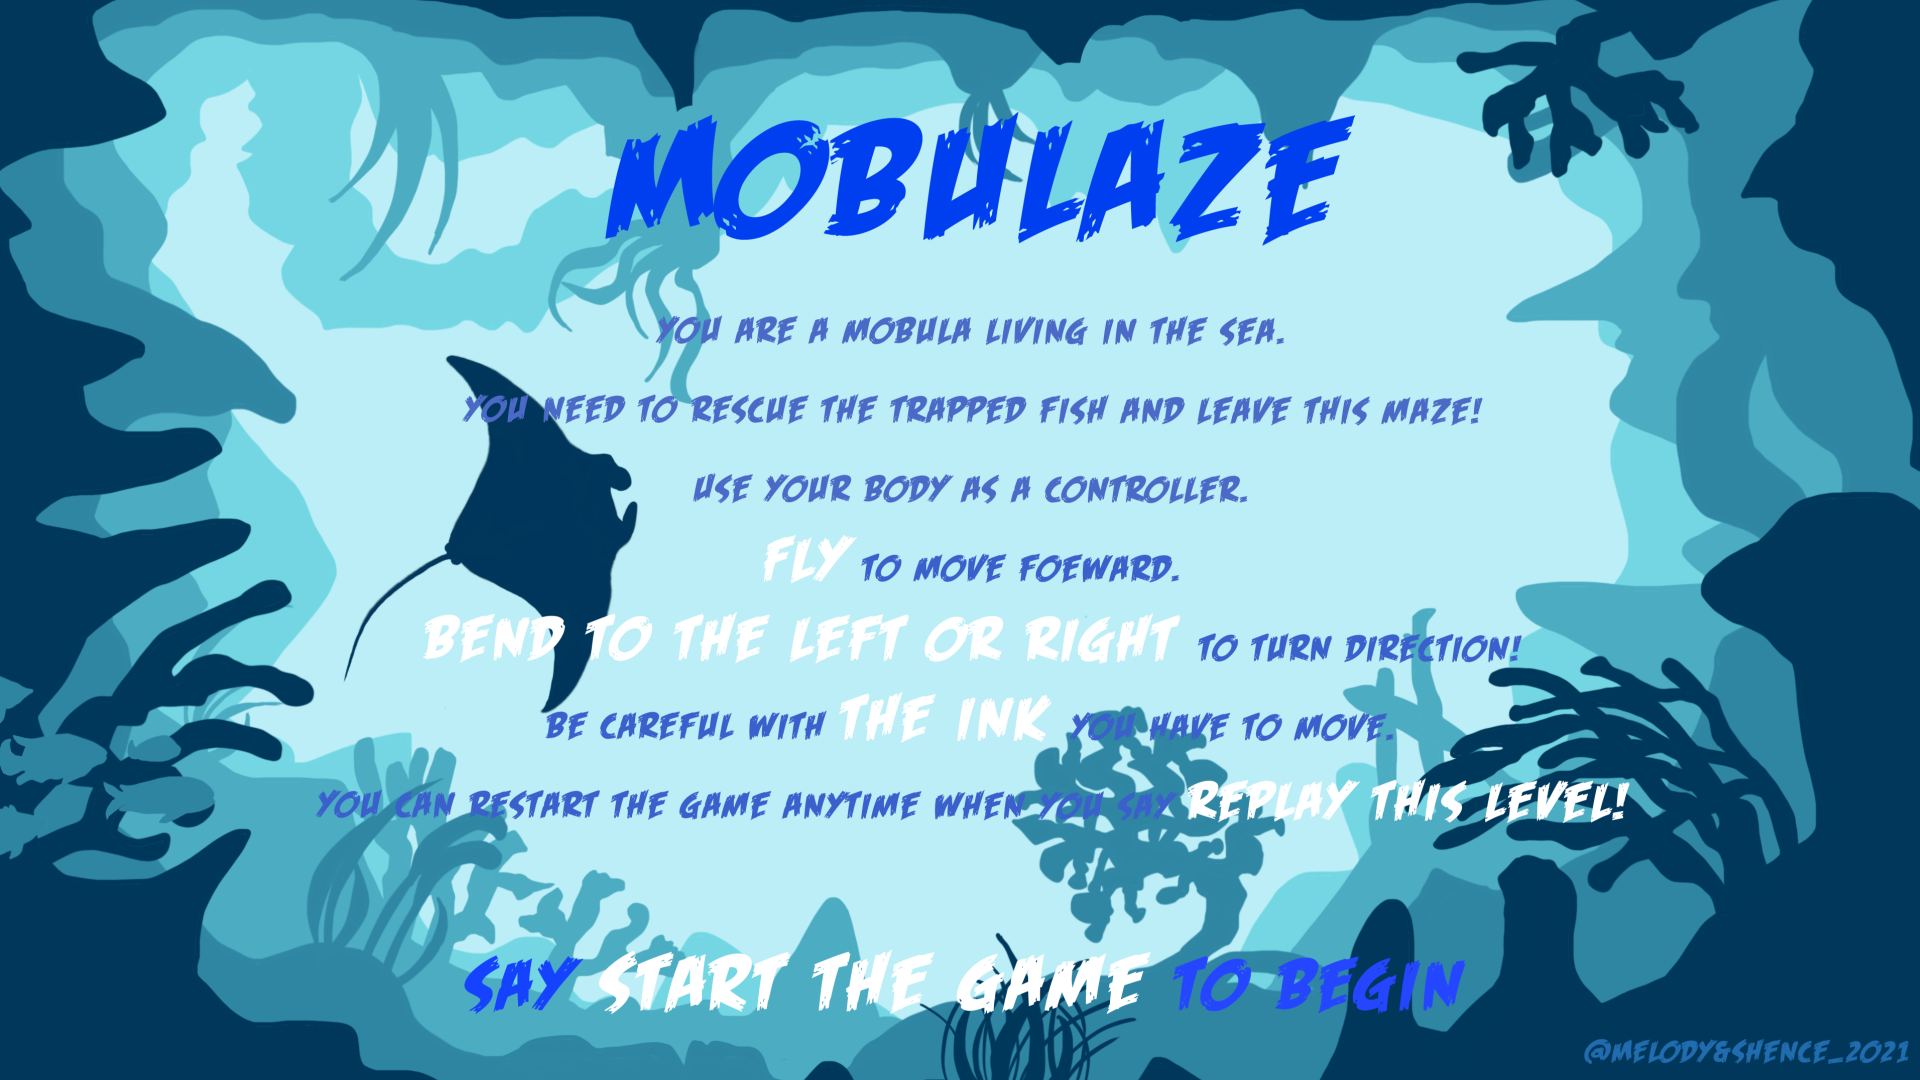 MOBULAZE
YOU ARE A MOBULA LIVING IN THE SEA.
YOU NEED TO RESCUE THE TRAPPED FISH AND LEAVE THIS MAZE!
USE YOUR BODY AS A CONTROLLER.
FLY TO MOVE FOEWARD.
BEND TO THE LEFT OR RIGHT TO TURN DIRECTION!
BE CAREFUL WITH THE INK YOU HAVE TO MOVE.
YOU CAN RESTART THE GAME ANYTIME WHEN YOU SAY REPLAY THIS LEVEL!
SAY START THE GAME TO BEGIN
@MELODY&SHENCE_2021